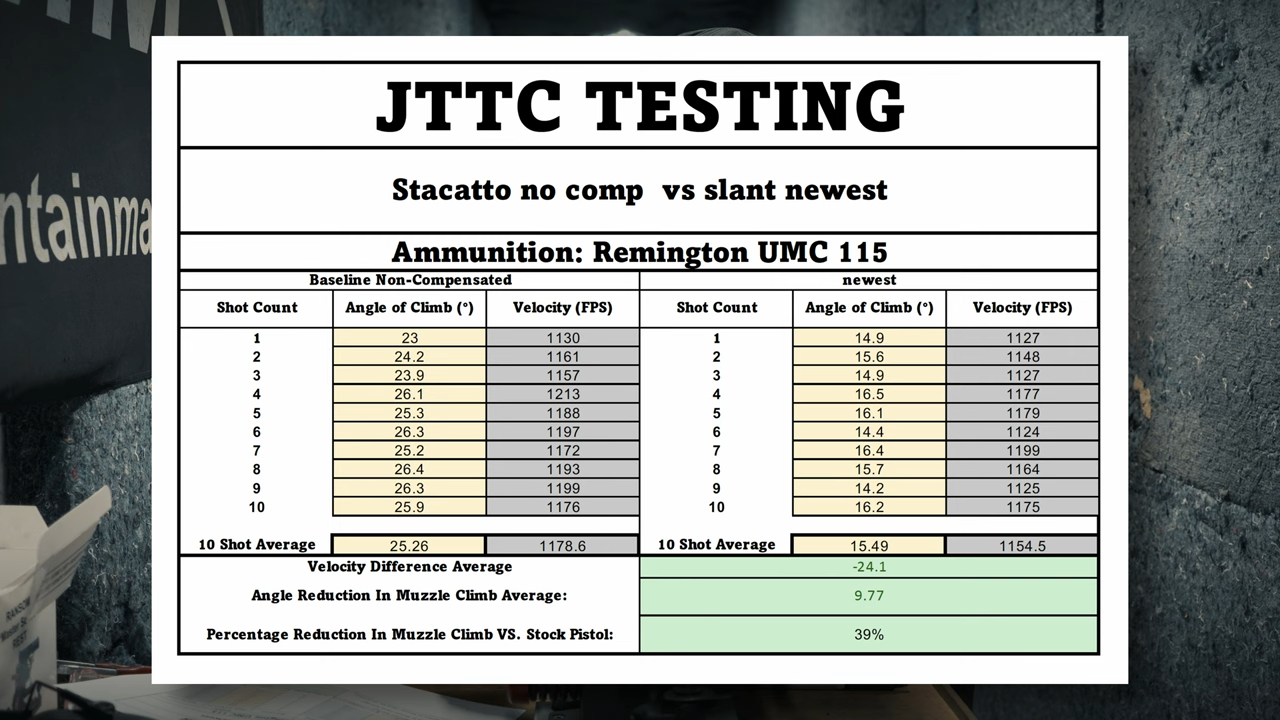 JTTC TESTING
Stacatto no comp vs slant newest
Ammunition: Remington UMC 115
Baseline Non-Compensated newest
Shot Count Angle of Climb (°) Velocity (FPS) Shot Count Angle of Climb (°) Velocity (FPS)
1 23 1130 1 14.9 1127
2 24.2 1161 2 15.6 1148
3 23.9 1157 3 14.9 1127
4 26.1 1213 4 16.5 1177
5 25.3 1188 5 16.1 1179
6 26.3 1197 6 14.4 1124
7 25.2 1172 7 16.4 1199
8 26.4 1193 8 15.7 1164
9 26.3 1199 9 14.2 1125
10 25.9 1176 10 16.2 1175
10 Shot Average 25.26 1178.6 10 Shot Average 15.49 1154.5
Velocity Difference Average -24.1
Angle Reduction In Muzzle Climb Average: 9.77
Percentage Reduction In Muzzle Climb VS. Stock Pistol: 39%
ntainma
RANSOM